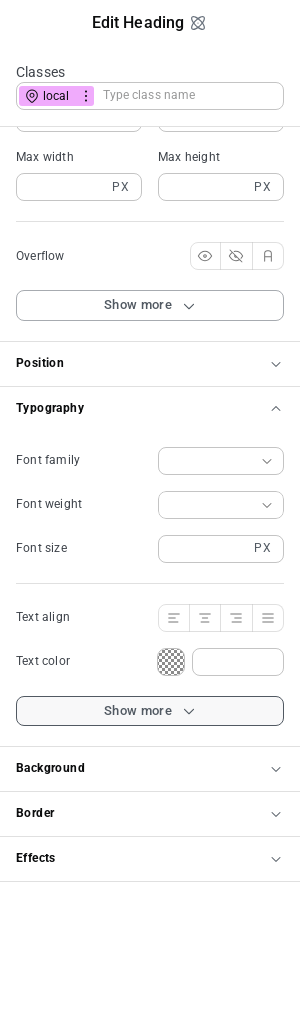 Edit Heading
Classes
local
Type class name
Max width
Max height
PX
PX
Overflow
Show more
Position
Typography
Font family
Font weight
Font size
PX
Text align
Text color
Show more
Background
Border
Effects